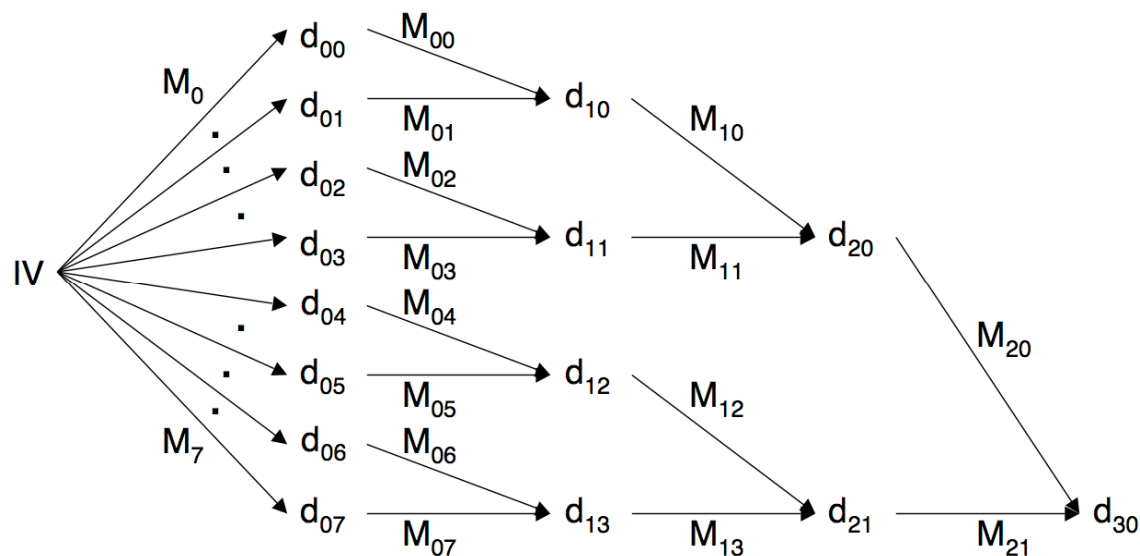 d₀₀ M₀₀
M₀ d₀₁ M₀₁ d₁₀ M₁₀
d₀₂ M₀₂
IV d₀₃ M₀₃ d₁₁ M₁₁ d₂₀
d₀₄ M₀₄ M₂₀
d₀₅ M₀₅ d₁₂ M₁₂
M₇ d₀₆ M₀₆
d₀₇ M₀₇ d₁₃ M₁₃ d₂₁ M₂₁ d₃₀